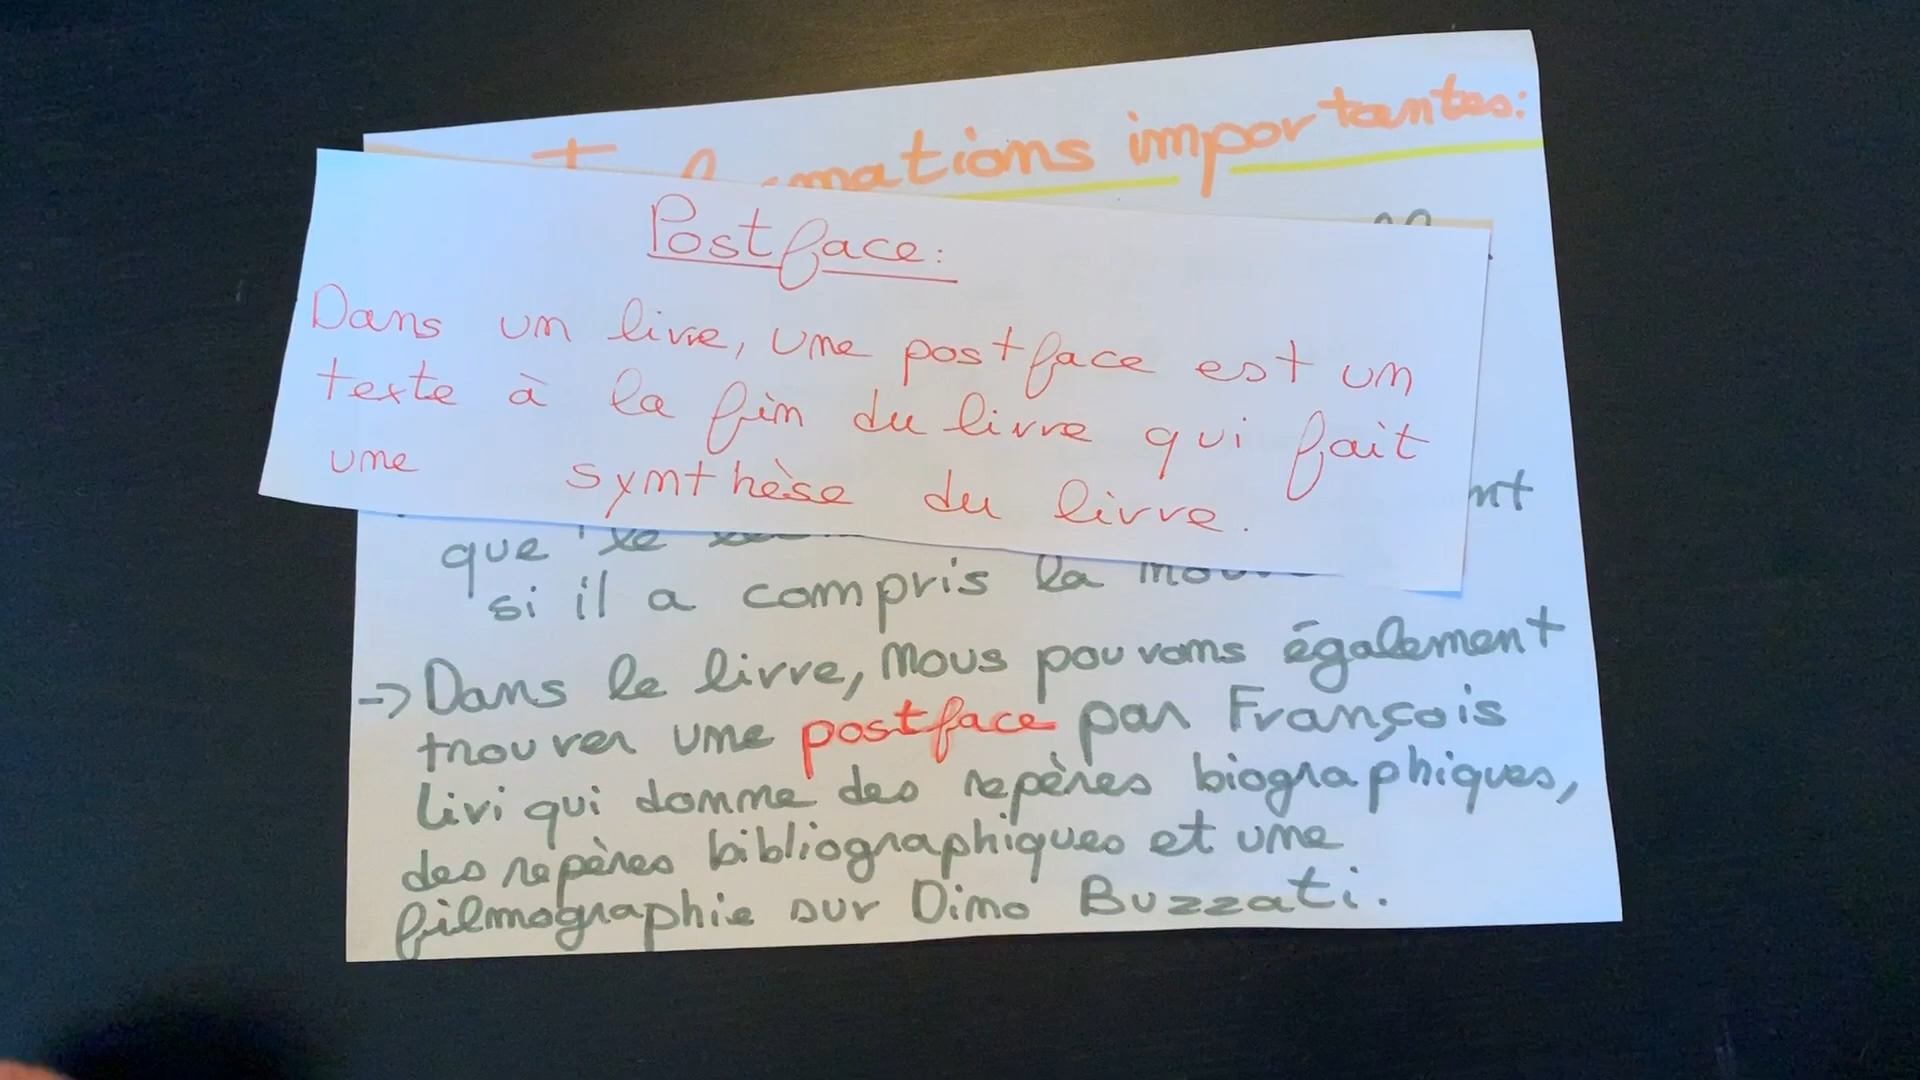 importantes:
Postface:
Dans un livre, une postface est un
texte à la fin du livre qui fait
une synthèse du livre.
nt
que le
si il a compris la
-> Dans le livre, nous pouvons également
trouver une postface par François
Livi qui donne des repères biographiques,
des repères bibliographiques et une
filmographie sur Dino Buzzati.